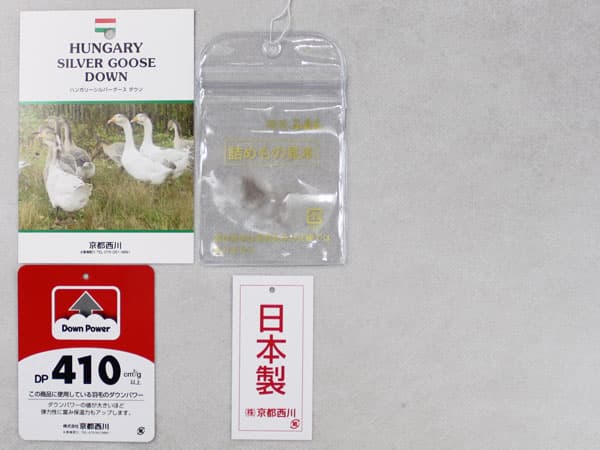 HUNGARY
SILVER GOOSE
DOWN
ハンガリーシルバーグース ダウン
京都西川
詰めもの見本
Down Power
DP 410 cm³/g
以上
この商品に使用している羽毛のダウンパワー
ダウンパワーの値が大きいほど
弾力性に富み保温力もアップします。
株式会社 京都西川
日本製
(株) 京都西川